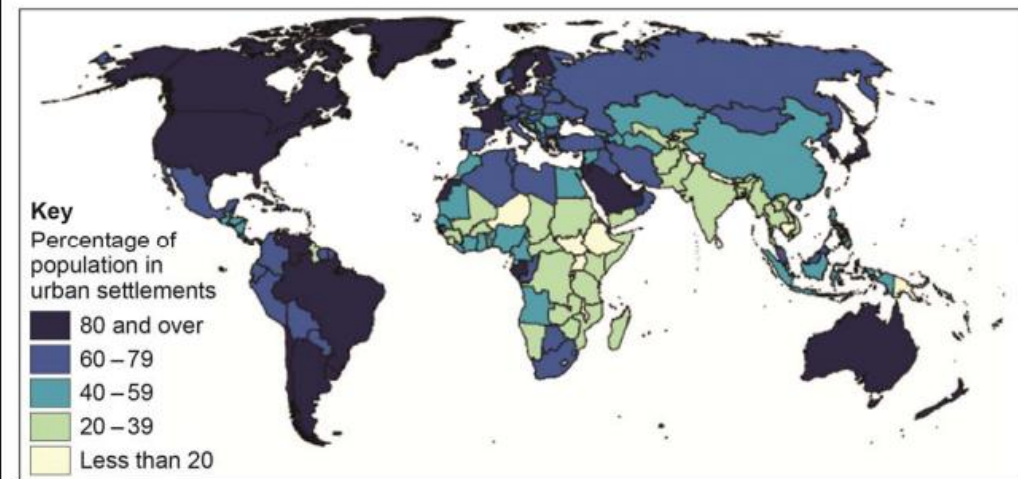 Key
Percentage of
population in
urban settlements
80 and over
60 – 79
40 – 59
20 – 39
Less than 20